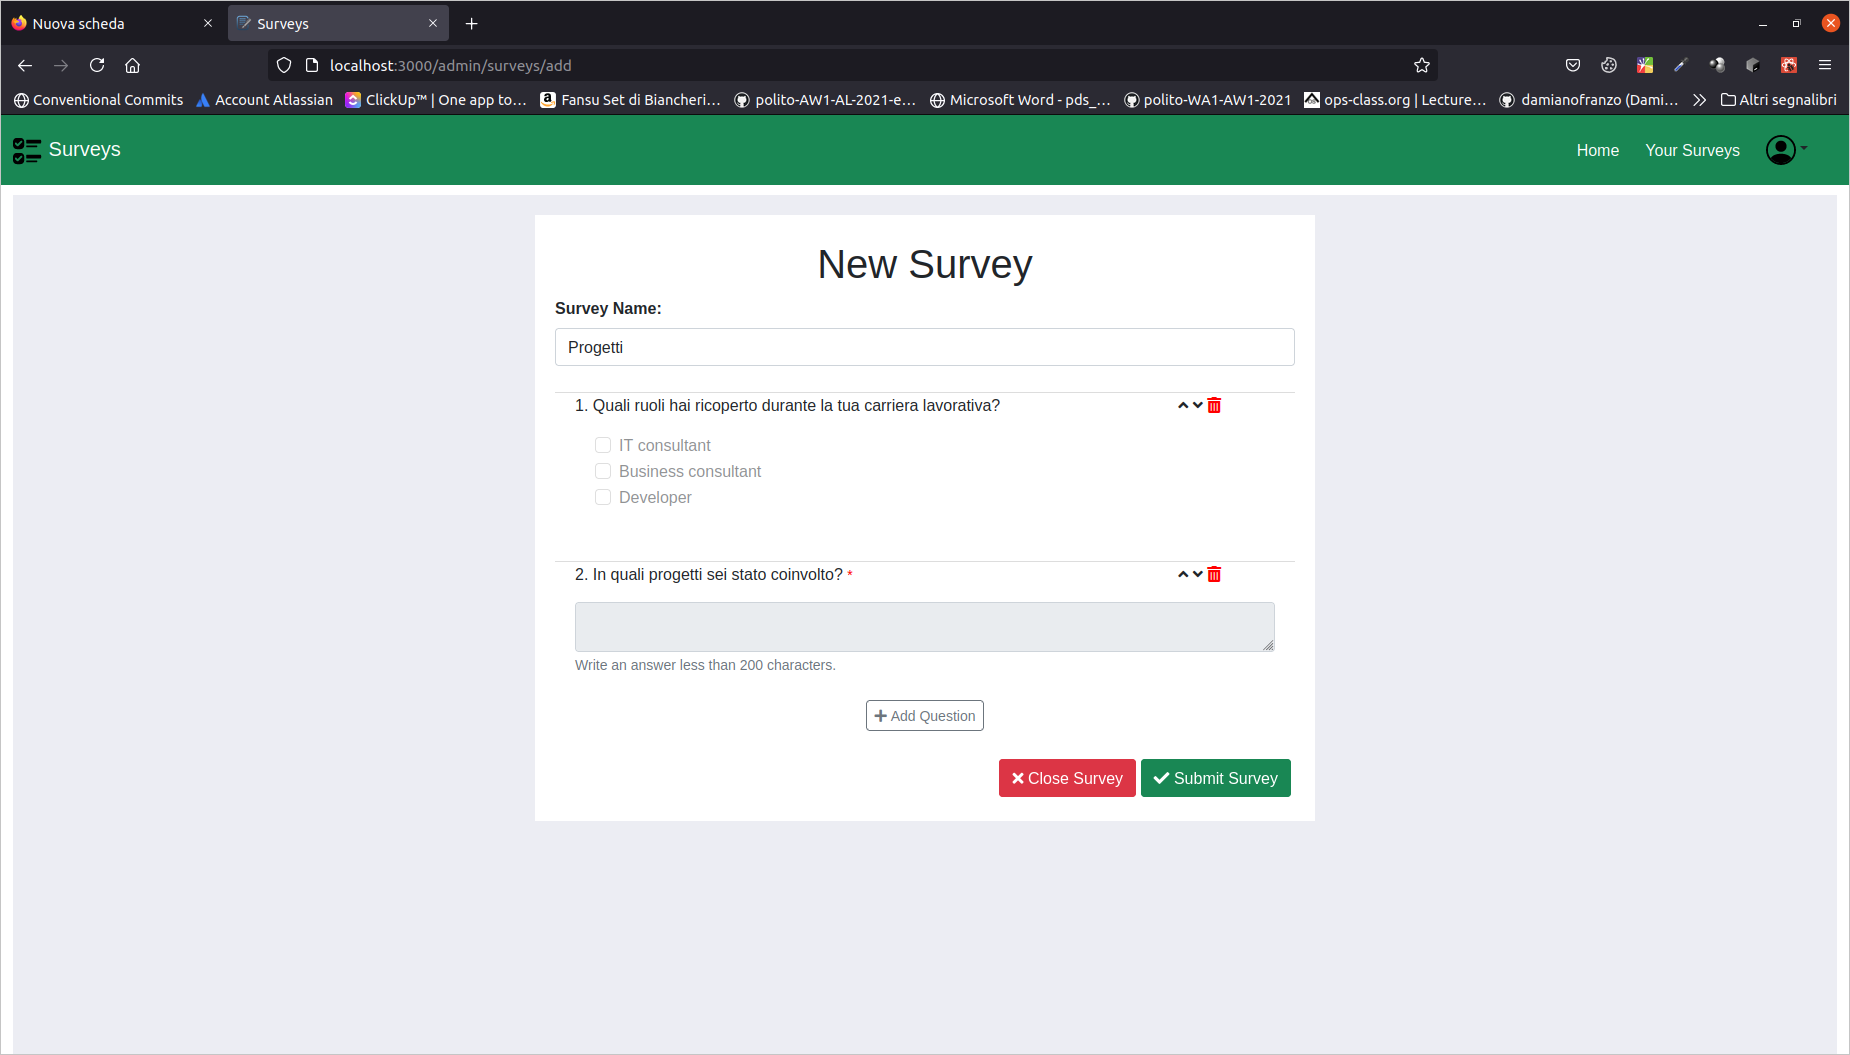 Nuova scheda
Surveys
localhost:3000/admin/surveys/add
Conventional Commits
Account Atlassian
ClickUp™ | One app to…
Fansu Set di Biancheri…
polito-AW1-AL-2021-e…
Microsoft Word - pds_…
polito-WA1-AW1-2021
ops-class.org | Lecture…
damianofranzo (Dami…
Altri segnalibri
Surveys
Home
Your Surveys
New Survey
Survey Name:
Progetti
1. Quali ruoli hai ricoperto durante la tua carriera lavorativa?
IT consultant
Business consultant
Developer
2. In quali progetti sei stato coinvolto? *
Write an answer less than 200 characters.
Add Question
Close Survey
Submit Survey